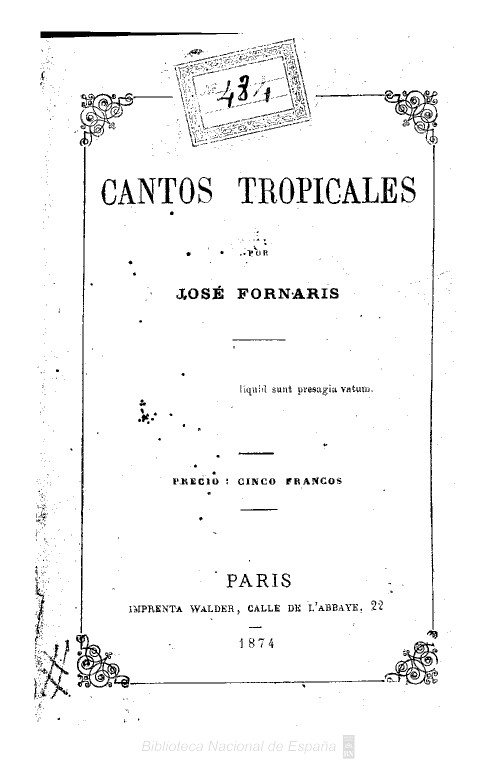 484
CANTOS TROPICALES
POR
JOSÉ FORNARIS
liquid sunt presagia vatum.
PRECIO : CINCO FRANCOS
PARIS
IMPRENTA WALDER, CALLE DE L'ABBAYE, 22
1874
Biblioteca Nacional de España